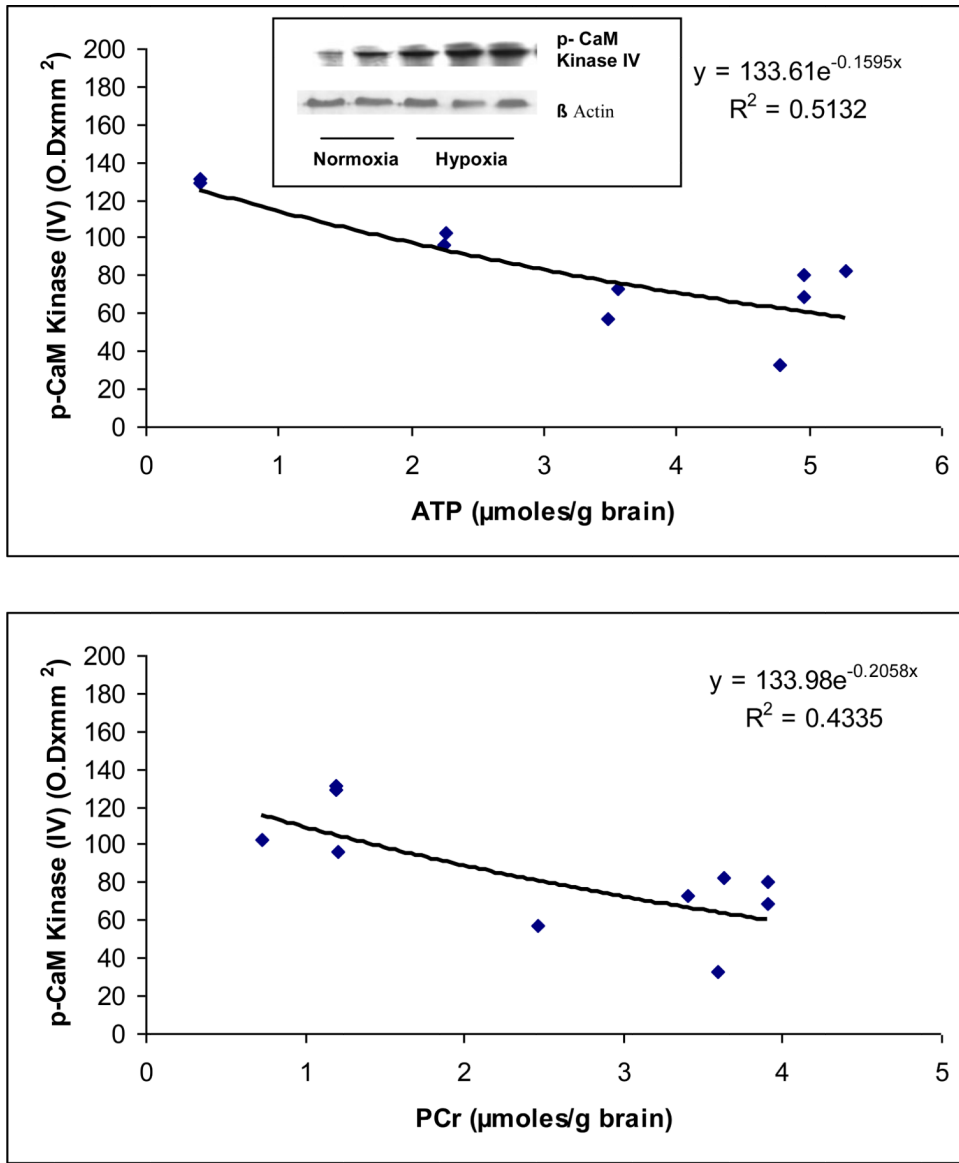 p-CaM Kinase (IV) (O.Dxmm ²)
200
180
160
140
120
100
80
60
40
20
0
p- CaM
Kinase IV
ß Actin
Normoxia Hypoxia
y = 133.61e^-0.1595x
R² = 0.5132
0 1 2 3 4 5 6
ATP (µmoles/g brain)
p-CaM Kinase (IV) (O.Dxmm ²)
200
180
160
140
120
100
80
60
40
20
0
y = 133.98e^-0.2058x
R² = 0.4335
0 1 2 3 4 5
PCr (µmoles/g brain)